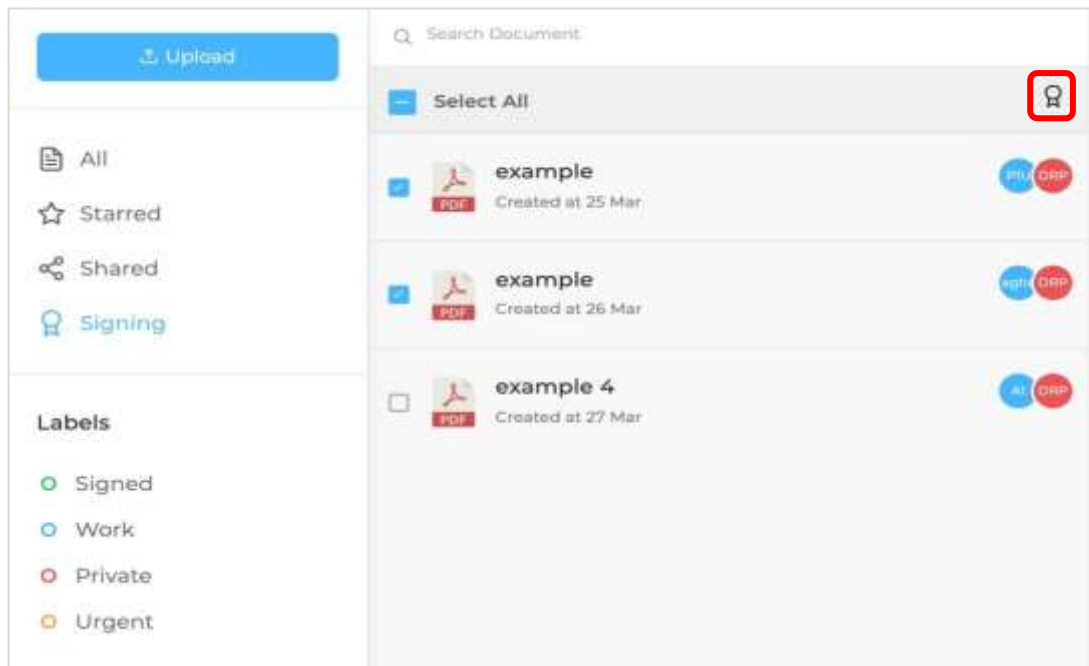 Upload
All
Starred
Shared
Signing
Labels
Signed
Work
Private
Urgent
Search Document
Select All
PDF
example
Created at 25 Mar
DRP
PDF
example
Created at 26 Mar
DRP
PDF
example 4
Created at 27 Mar
DRP